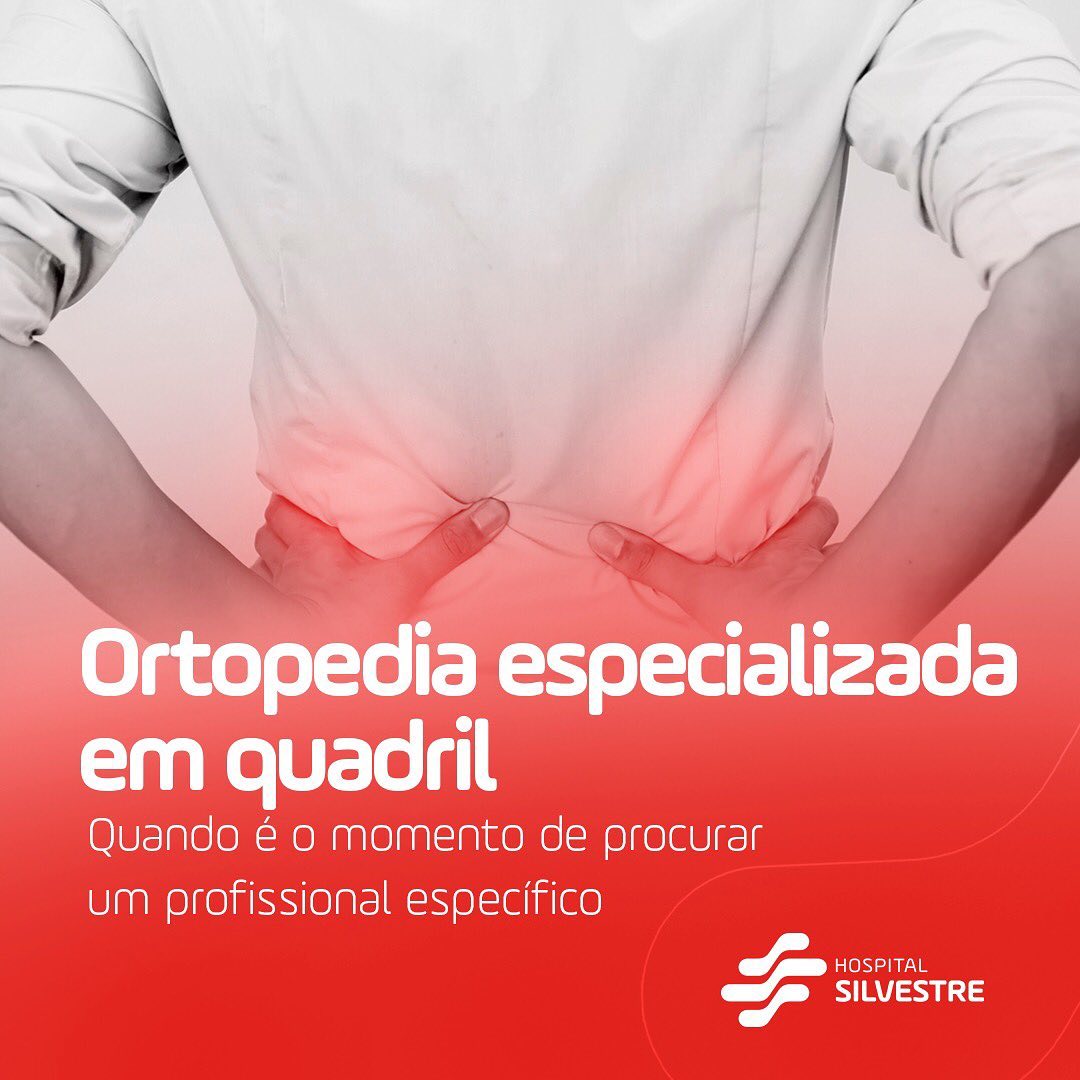 Ortopedia especializada
em quadril
Quando é o momento de procurar
um profissional específico
HOSPITAL
SILVESTRE